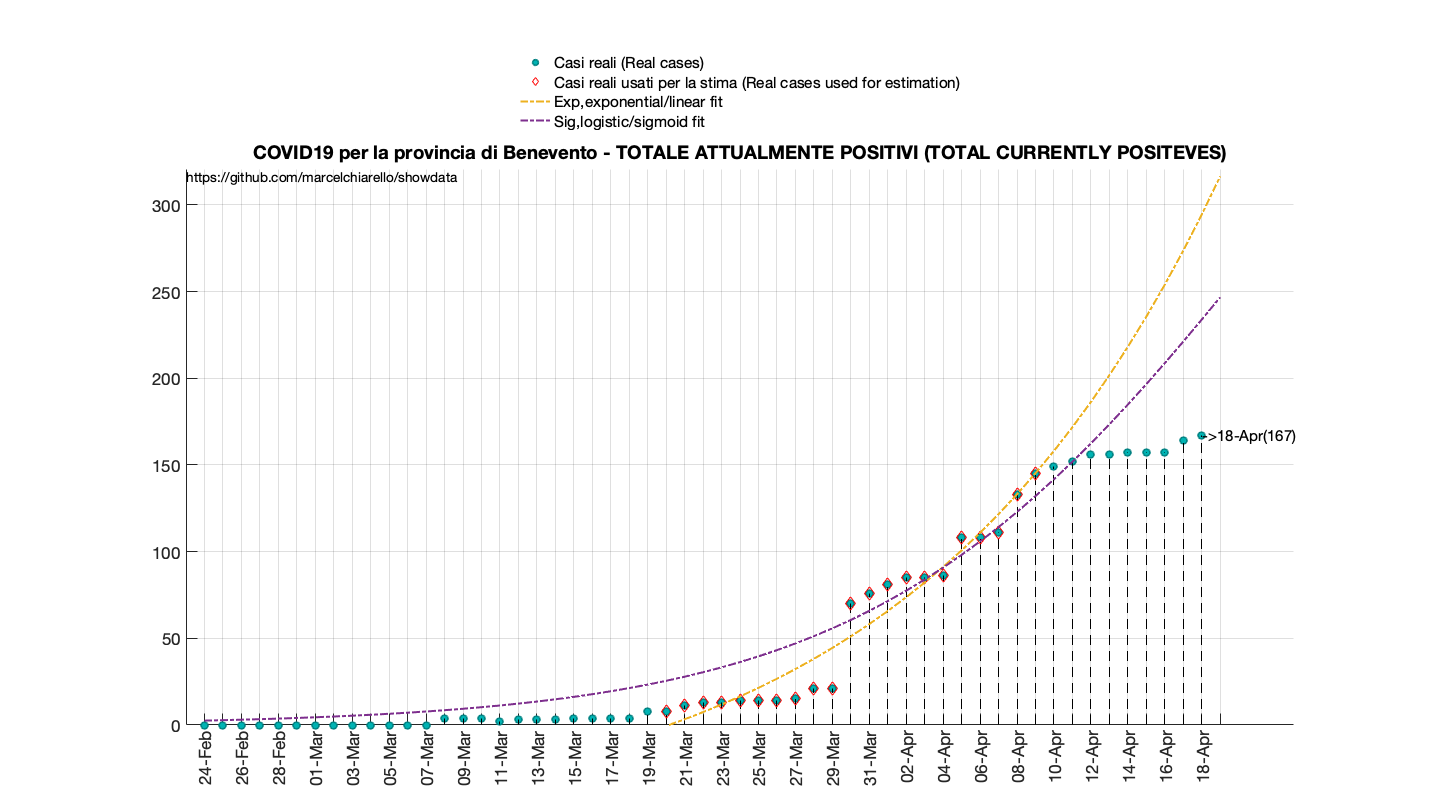 Casi reali (Real cases)
Casi reali usati per la stima (Real cases used for estimation)
Exp,exponential/linear fit
Sig,logistic/sigmoid fit
COVID19 per la provincia di Benevento - TOTALE ATTUALMENTE POSITIVI (TOTAL CURRENTLY POSITEVES)
https://github.com/marcelchiarello/showdata
300
250
200
150
100
50
0
->18-Apr(167)
24-Feb
26-Feb
28-Feb
01-Mar
03-Mar
05-Mar
07-Mar
09-Mar
11-Mar
13-Mar
15-Mar
17-Mar
19-Mar
21-Mar
23-Mar
25-Mar
27-Mar
29-Mar
31-Mar
02-Apr
04-Apr
06-Apr
08-Apr
10-Apr
12-Apr
14-Apr
16-Apr
18-Apr